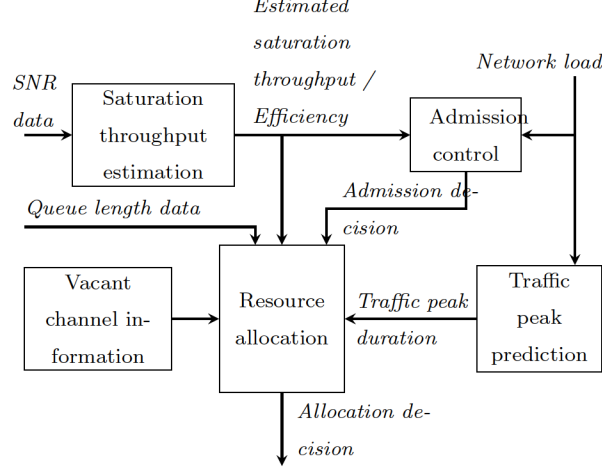 Estimated
saturation
throughput /
Efficiency
Network load
SNR
data
Saturation
throughput
estimation
Admission
control
Admission de-
cision
Queue length data
Vacant
channel in-
formation
Resource
allocation
Traffic peak
duration
Traffic
peak
prediction
Allocation de-
cision